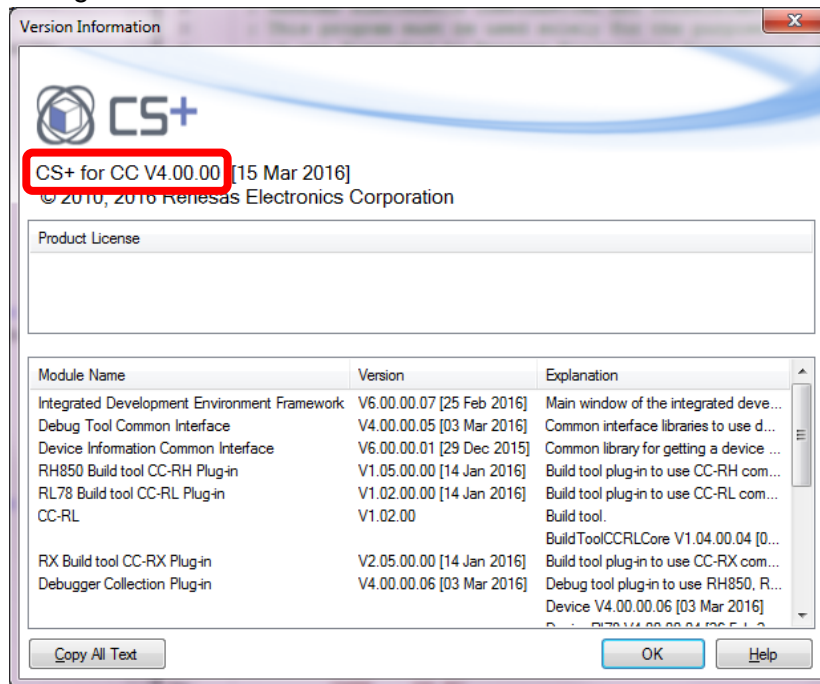 Version Information
CS+
CS+ for CC V4.00.00 [15 Mar 2016]
© 2010, 2016 Renesas Electronics Corporation
Product License
Module Name Version Explanation
Integrated Development Environment Framework V6.00.00.07 [25 Feb 2016] Main window of the integrated deve...
Debug Tool Common Interface V4.00.00.05 [03 Mar 2016] Common interface libraries to use d...
Device Information Common Interface V6.00.00.01 [29 Dec 2015] Common library for getting a device ...
RH850 Build tool CC-RH Plug-in V1.05.00.00 [14 Jan 2016] Build tool plug-in to use CC-RH com...
RL78 Build tool CC-RL Plug-in V1.02.00.00 [14 Jan 2016] Build tool plug-in to use CC-RL com...
CC-RL V1.02.00 Build tool.
BuildToolCCRLCore V1.04.00.04 [0...
RX Build tool CC-RX Plug-in V2.05.00.00 [14 Jan 2016] Build tool plug-in to use CC-RX com...
Debugger Collection Plug-in V4.00.00.06 [03 Mar 2016] Debug tool plug-in to use RH850, R...
Device V4.00.00.06 [03 Mar 2016]
Copy All Text OK Help